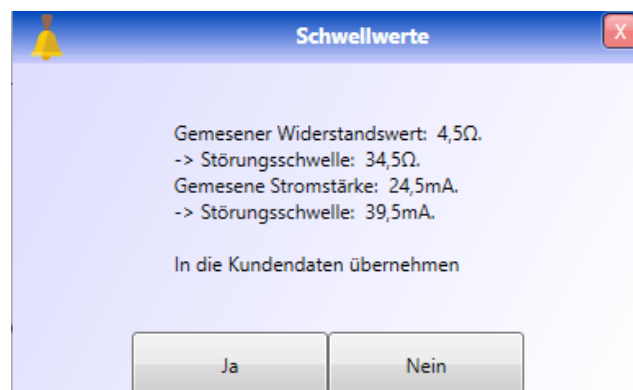 Schwellwerte
X
Gemesener Widerstandswert: 4,5Ω.
-> Störungsschwelle: 34,5Ω.
Gemesene Stromstärke: 24,5mA.
-> Störungsschwelle: 39,5mA.
In die Kundendaten übernehmen
Ja
Nein